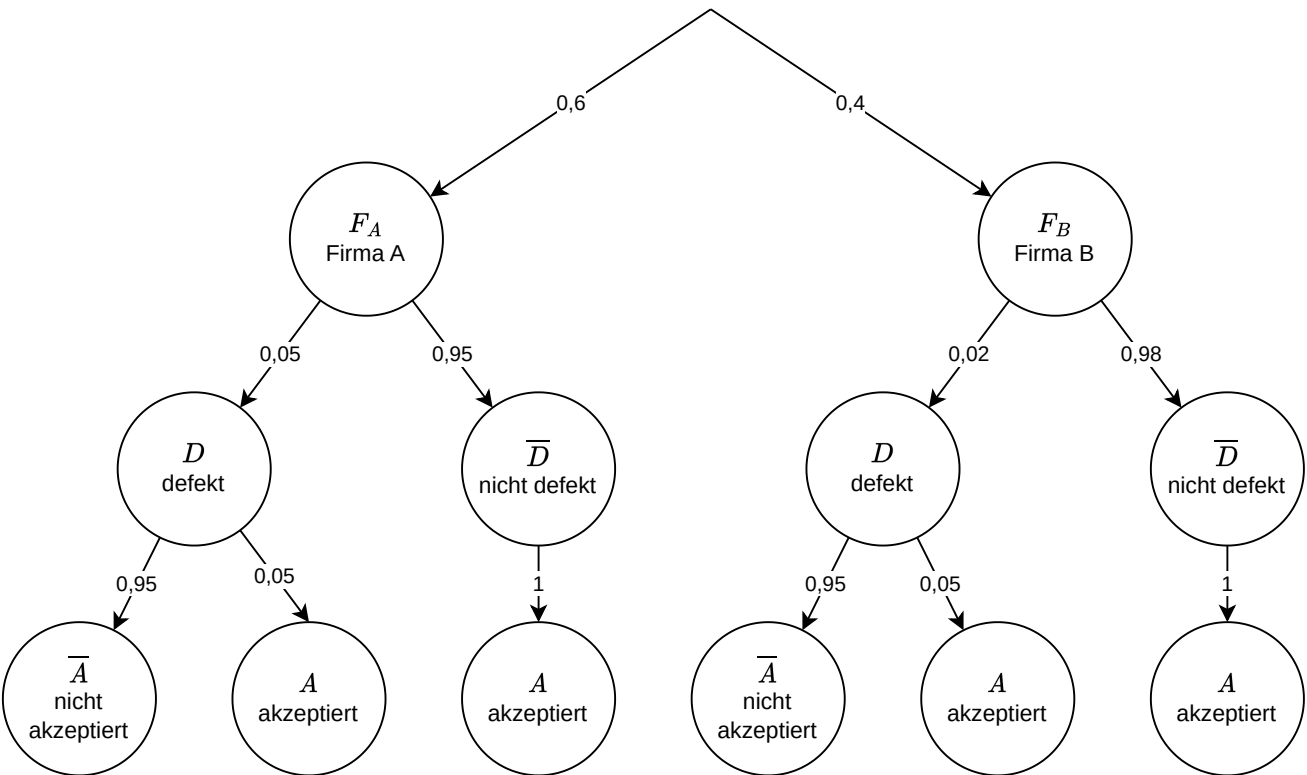 0,6
0,4
F_A
Firma A
F_B
Firma B
0,05
0,95
0,02
0,98
D
defekt
D̅
nicht defekt
D
defekt
D̅
nicht defekt
0,95
0,05
1
0,95
0,05
1
A̅
nicht
akzeptiert
A
akzeptiert
A
akzeptiert
A̅
nicht
akzeptiert
A
akzeptiert
A
akzeptiert